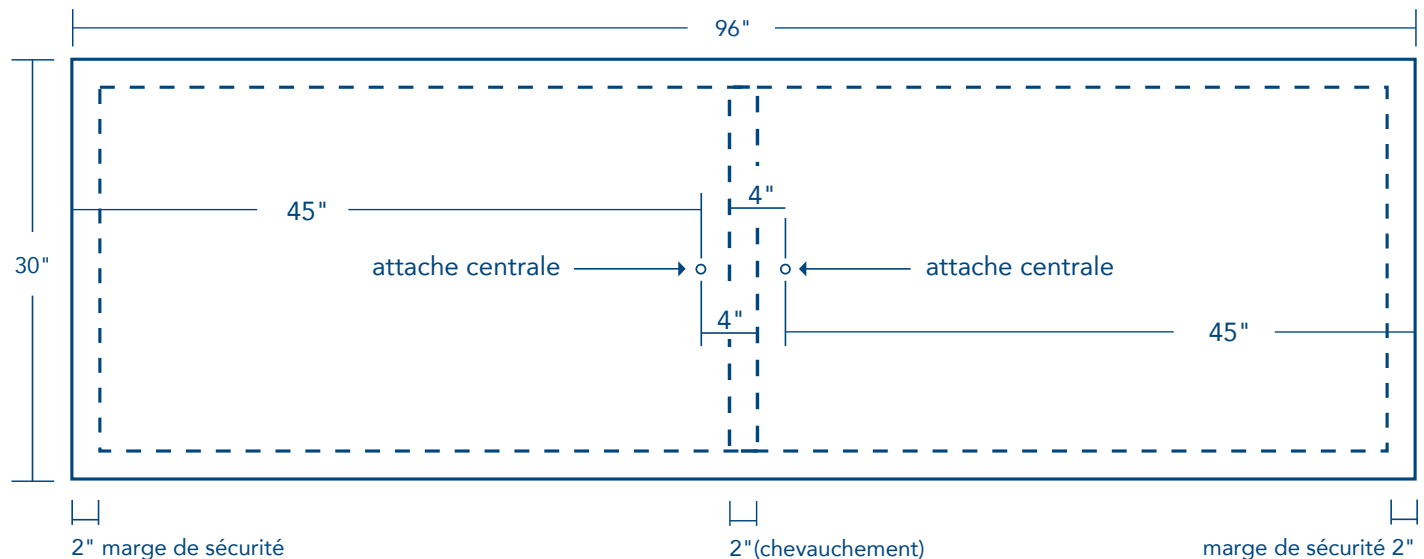 96"
4"
45"
30"
attache centrale
attache centrale
4"
45"
2" marge de sécurité
2"(chevauchement)
marge de sécurité 2"